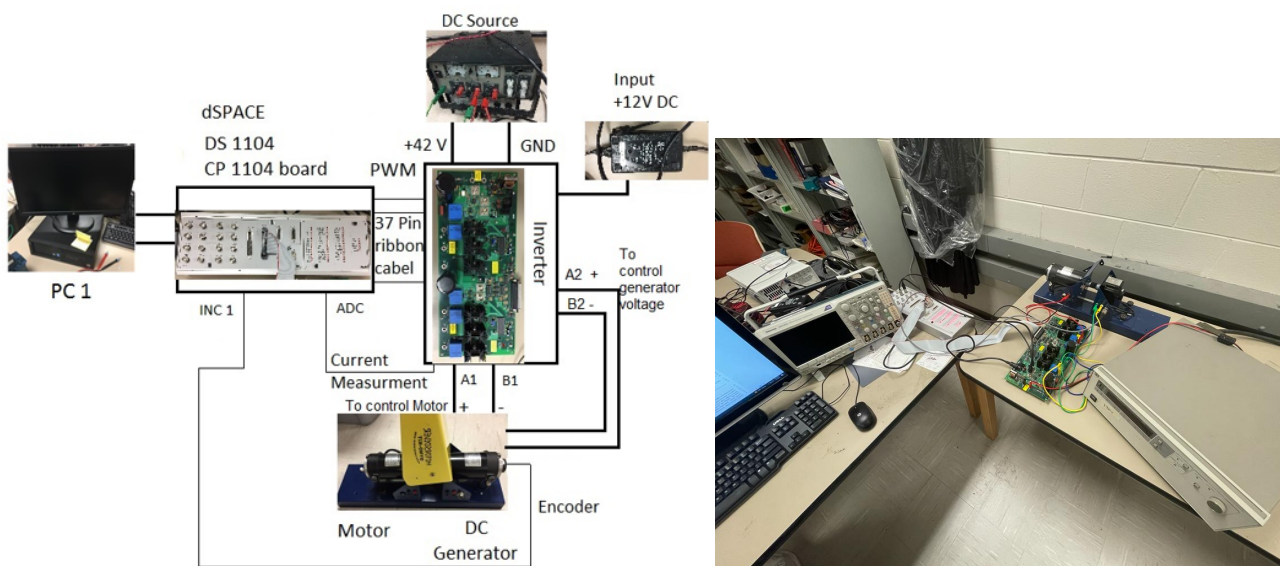 DC Source
Input
+12V DC
dSPACE
DS 1104
CP 1104 board
+42 V
GND
PWM
37 Pin
ribbon
cabel
Inverter
To
control
generator
voltage
A2 +
B2 -
PC 1
INC 1
ADC
Current
Measurment
A1
B1
To control Motor
+
-
Encoder
Motor
DC
Generator